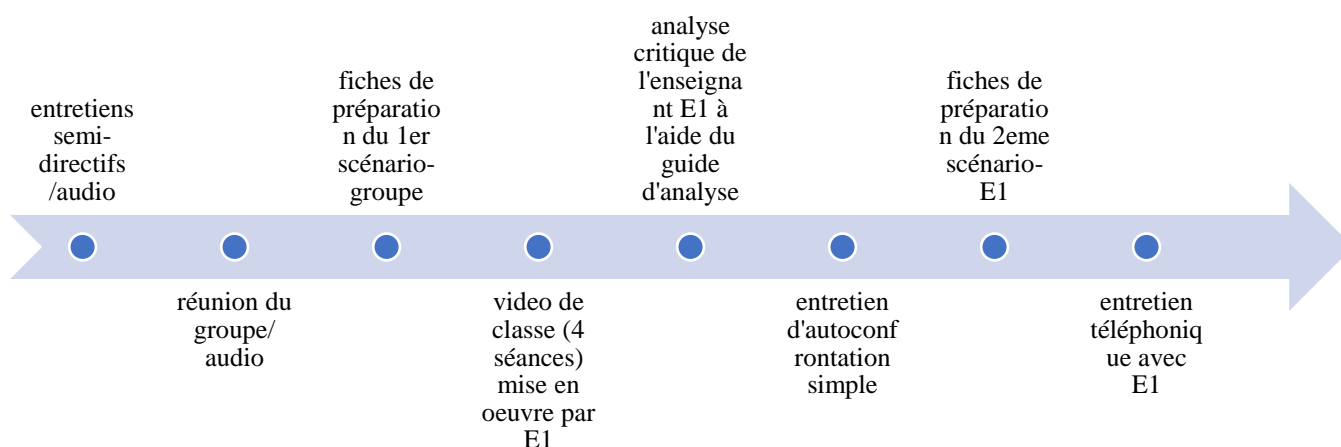 entretiens
semi-
directifs
/audio
réunion du
groupe/
audio
fiches de
préparatio
n du 1er
scénario-
groupe
video de
classe (4
séances)
mise en
oeuvre par
E1
analyse
critique de
l'enseigna
nt E1 à
l'aide du
guide
d'analyse
entretien
d'autoconf
rontation
simple
fiches de
préparatio
n du 2eme
scénario-
E1
entretien
téléphoniq
ue avec
E1